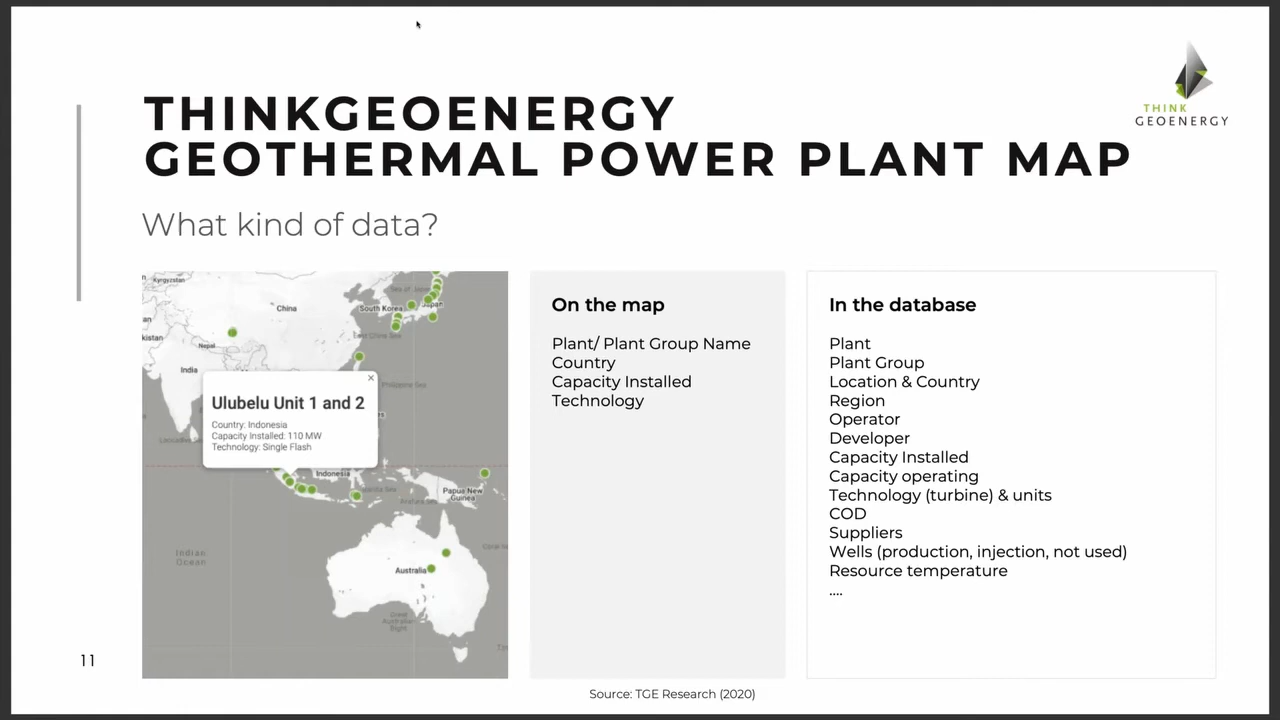 THINK
GEOENERGY
THINKGEOENERGY
GEOTHERMAL POWER PLANT MAP
What kind of data?
Kyrgyzstan
China
South Korea
Japan
East China Sea
Nepal
India
Philippine Sea
×
Ulubelu Unit 1 and 2
Country: Indonesia
Capacity Installed: 110 MW
Technology: Single Flash
Indonesia
Papua New
Guinea
Indian
Ocean
Australia
Great
Australian
Bight
On the map
Plant/ Plant Group Name
Country
Capacity Installed
Technology
In the database
Plant
Plant Group
Location & Country
Region
Operator
Developer
Capacity Installed
Capacity operating
Technology (turbine) & units
COD
Suppliers
Wells (production, injection, not used)
Resource temperature
....
11
Source: TGE Research (2020)